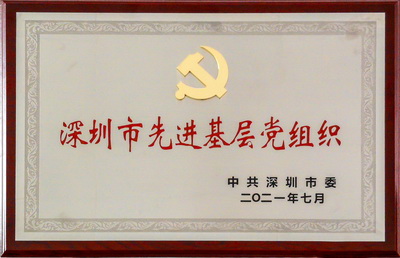 深圳市先进基层党组织
中共深圳市委
二〇二一年七月